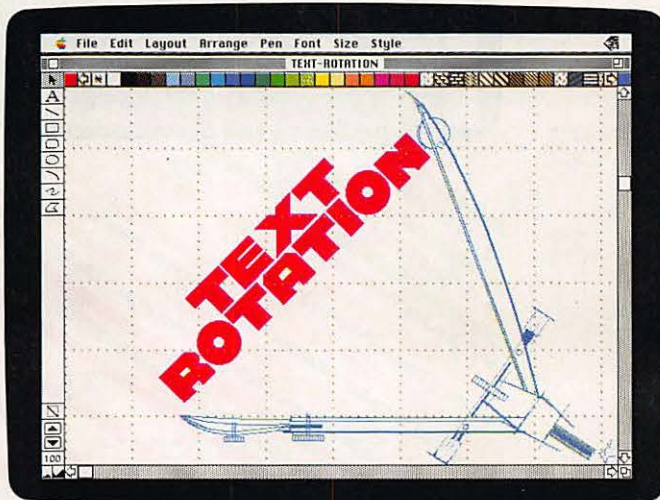 File Edit Layout Arrange Pen Font Size Style
TEXT-ROTATION
A
TEXT
ROTATION
100